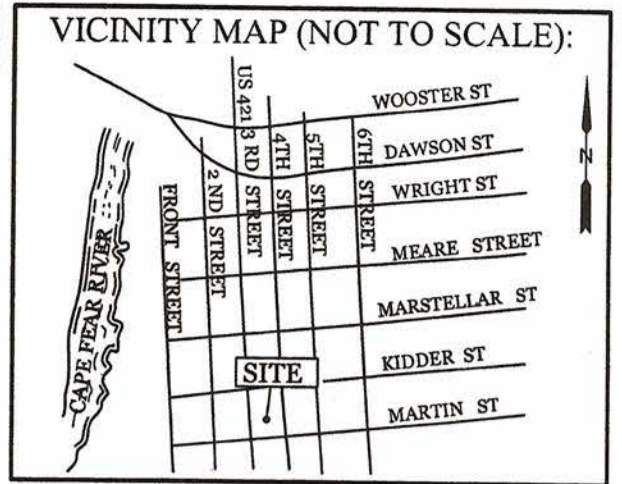 VICINITY MAP (NOT TO SCALE):
WOOSTER ST
DAWSON ST
WRIGHT ST
N
US 421 3 RD STREET
4TH STREET
5TH STREET
6TH STREET
2 ND STREET
FRONT STREET
MEARE STREET
MARSTELLAR ST
CAPE FEAR RIVER
SITE
KIDDER ST
MARTIN ST